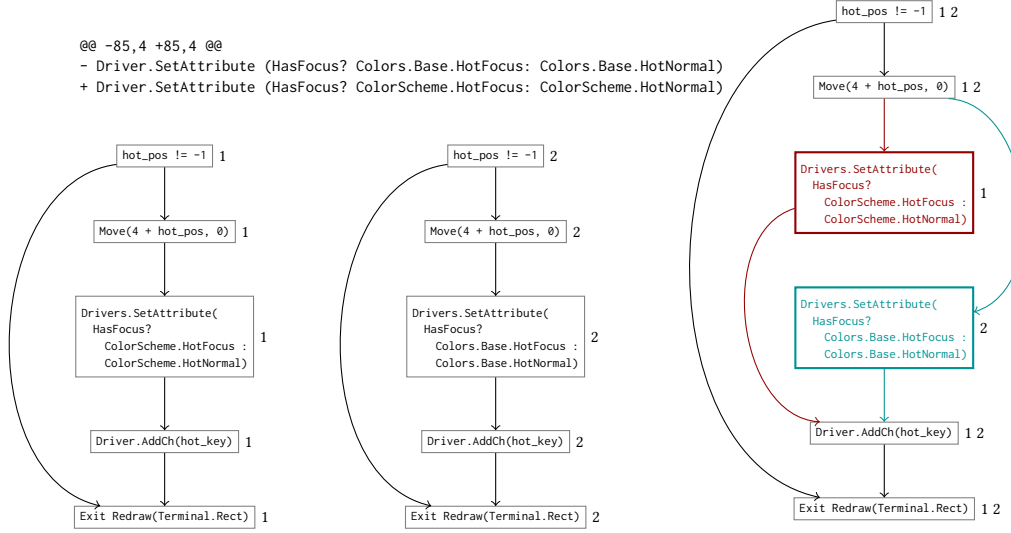 @@ -85,4 +85,4 @@
- Driver.SetAttribute (HasFocus? Colors.Base.HotFocus: Colors.Base.HotNormal)
+ Driver.SetAttribute (HasFocus? ColorScheme.HotFocus: ColorScheme.HotNormal)
hot_pos != -1 1
Move(4 + hot_pos, 0) 1
Drivers.SetAttribute(
HasFocus?
ColorScheme.HotFocus :
ColorScheme.HotNormal)
1
Driver.AddCh(hot_key) 1
Exit Redraw(Terminal.Rect) 1
hot_pos != -1 2
Move(4 + hot_pos, 0) 2
Drivers.SetAttribute(
HasFocus?
Colors.Base.HotFocus :
Colors.Base.HotNormal)
2
Driver.AddCh(hot_key) 2
Exit Redraw(Terminal.Rect) 2
hot_pos != -1 1 2
Move(4 + hot_pos, 0) 1 2
Drivers.SetAttribute(
HasFocus?
ColorScheme.HotFocus :
ColorScheme.HotNormal)
1
Drivers.SetAttribute(
HasFocus?
Colors.Base.HotFocus :
Colors.Base.HotNormal)
2
Driver.AddCh(hot_key) 1 2
Exit Redraw(Terminal.Rect) 1 2